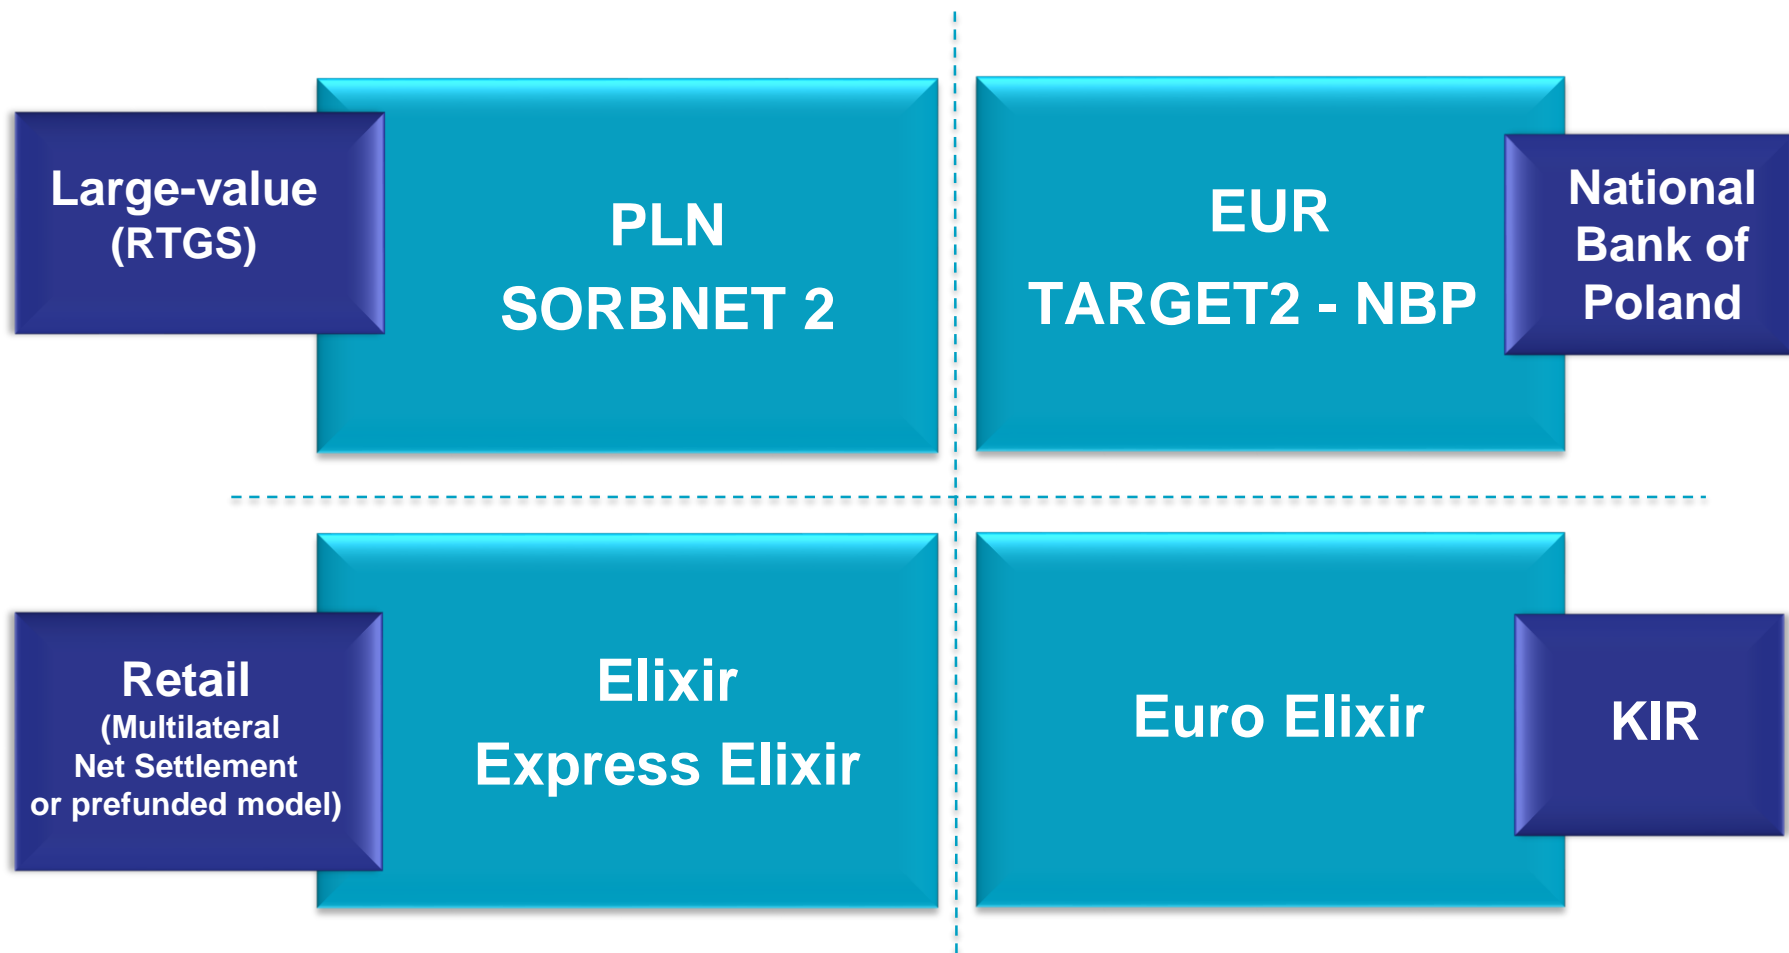 Large-value
(RTGS)
PLN
SORBNET 2
EUR
TARGET2 - NBP
National
Bank of
Poland
Retail
(Multilateral
Net Settlement
or prefunded model)
Elixir
Express Elixir
Euro Elixir
KIR